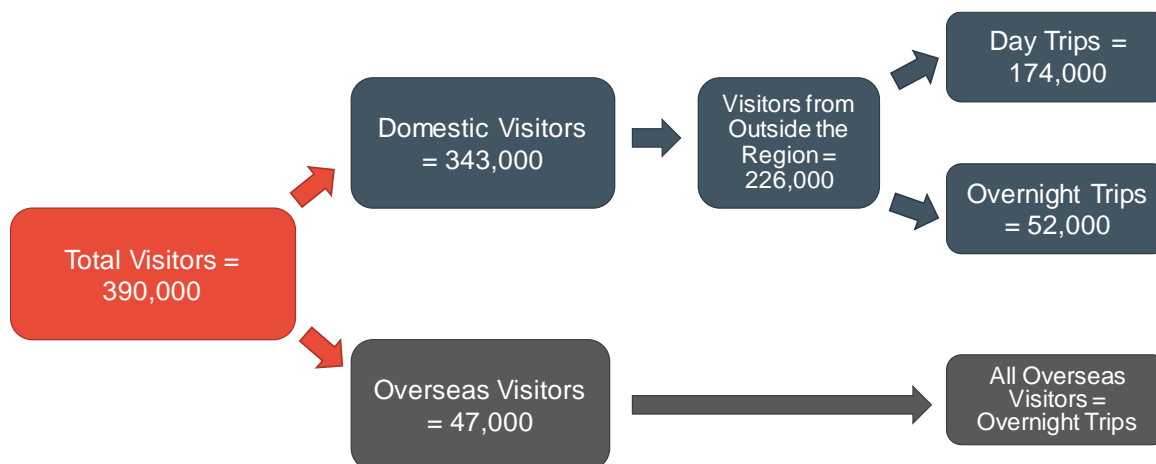 Total Visitors =
390,000
Domestic Visitors
= 343,000
Visitors from
Outside the
Region =
226,000
Day Trips =
174,000
Overnight Trips
= 52,000
Overseas Visitors
= 47,000
All Overseas
Visitors =
Overnight Trips